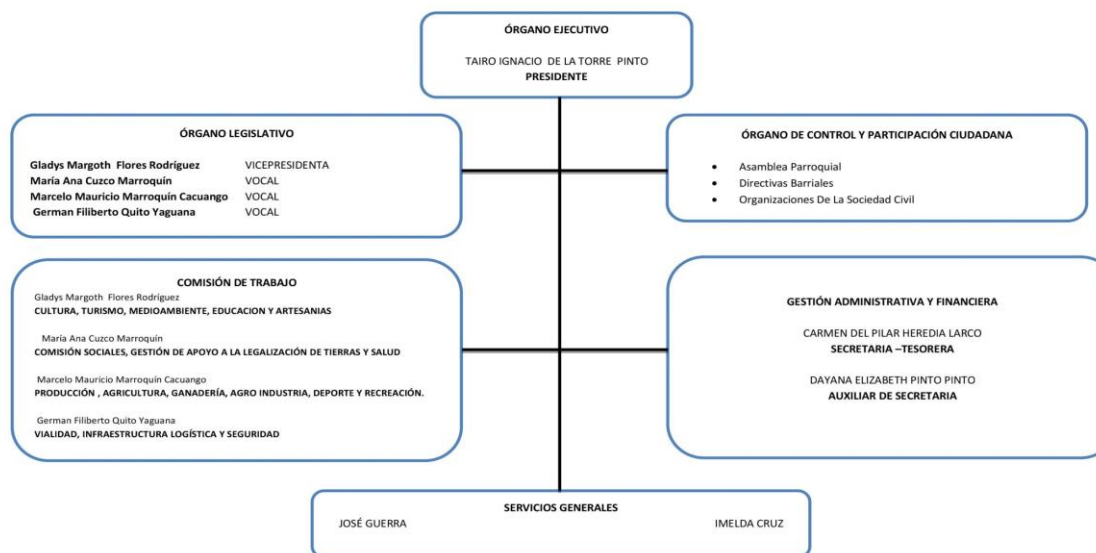 ÓRGANO EJECUTIVO
TAIRO IGNACIO DE LA TORRE PINTO
PRESIDENTE
ÓRGANO LEGISLATIVO
Gladys Margoth Flores Rodríguez VICEPRESIDENTA
María Ana Cuzco Marroquín VOCAL
Marcelo Mauricio Marroquín Cacuango VOCAL
German Filiberto Quito Yaguana VOCAL
ÓRGANO DE CONTROL Y PARTICIPACIÓN CIUDADANA
• Asamblea Parroquial
• Directivas Barriales
• Organizaciones De La Sociedad Civil
COMISIÓN DE TRABAJO
Gladys Margoth Flores Rodríguez
CULTURA, TURISMO, MEDIOAMBIENTE, EDUCACION Y ARTESANIAS
María Ana Cuzco Marroquín
COMISIÓN SOCIALES, GESTIÓN DE APOYO A LA LEGALIZACIÓN DE TIERRAS Y SALUD
Marcelo Mauricio Marroquín Cacuango
PRODUCCIÓN , AGRICULTURA, GANADERÍA, AGRO INDUSTRIA, DEPORTE Y RECREACIÓN.
German Filiberto Quito Yaguana
VIALIDAD, INFRAESTRUCTURA LOGÍSTICA Y SEGURIDAD
GESTIÓN ADMINISTRATIVA Y FINANCIERA
CARMEN DEL PILAR HEREDIA LARCO
SECRETARIA –TESORERA
DAYANA ELIZABETH PINTO PINTO
AUXILIAR DE SECRETARIA
SERVICIOS GENERALES
JOSÉ GUERRA IMELDA CRUZ